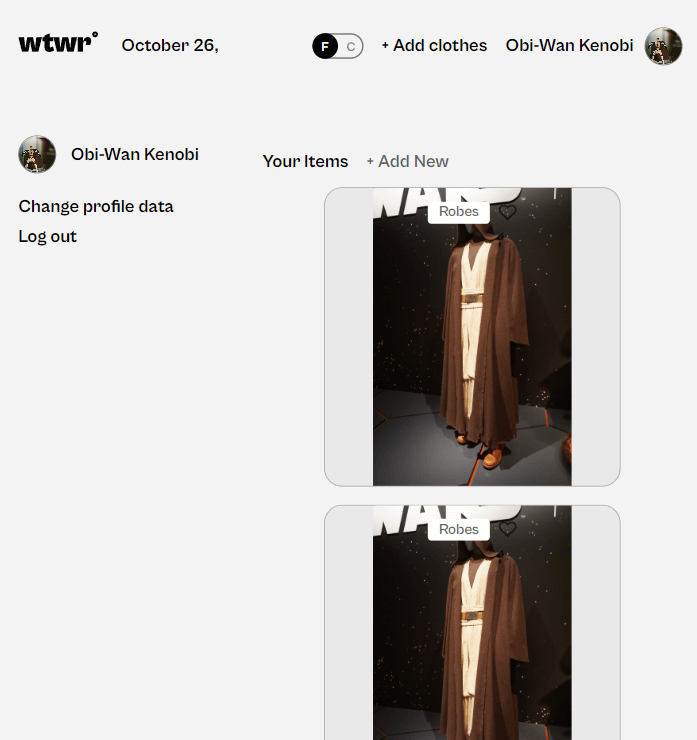 wtwr°
October 26,
F C
+ Add clothes
Obi-Wan Kenobi
Obi-Wan Kenobi
Change profile data
Log out
Your Items
+ Add New
Robes
Robes